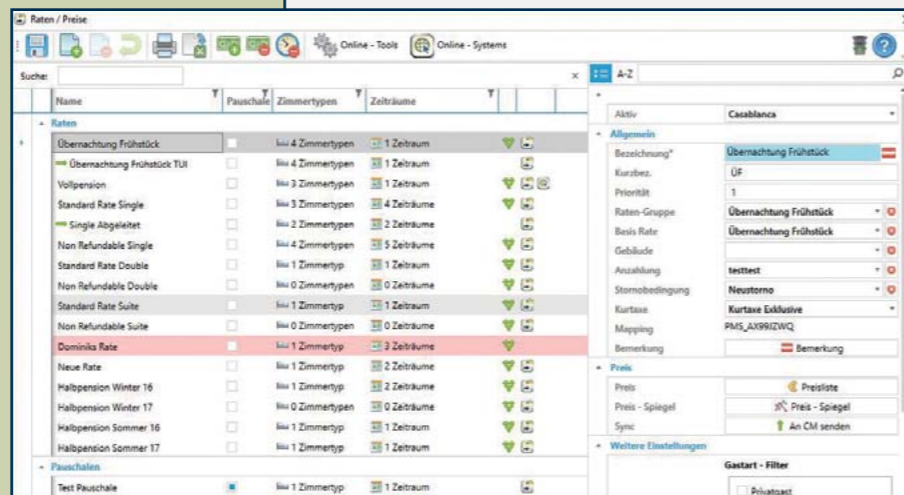 Raten / Preise
Online - Tools
Online - Systems
Suche:
Name Pauschale Zimmertypen Zeiträume
Raten
Übernachtung Frühstück 4 Zimmertypen 1 Zeitraum
Übernachtung Frühstück TUI 4 Zimmertypen 1 Zeitraum
Vollpension 3 Zimmertypen 1 Zeitraum
Standard Rate Single 3 Zimmertypen 4 Zeiträume
Single Abgeleitet 2 Zimmertypen 2 Zeiträume
Non Refundable Single 4 Zimmertypen 5 Zeiträume
Standard Rate Double 1 Zimmertyp 1 Zeitraum
Non Refundable Double 0 Zimmertypen 0 Zeiträume
Standard Rate Suite 1 Zimmertyp 1 Zeitraum
Non Refundable Suite 0 Zimmertypen 0 Zeiträume
Dominiks Rate 1 Zimmertyp 3 Zeiträume
Neue Rate 1 Zimmertyp 2 Zeiträume
Halbpension Winter 16 1 Zimmertyp 2 Zeiträume
Halbpension Winter 17 0 Zimmertypen 0 Zeiträume
Halbpension Sommer 16 1 Zimmertyp 1 Zeitraum
Halbpension Sommer 17 1 Zimmertyp 1 Zeitraum
Pauschalen
Test Pauschale 1 Zimmertyp 1 Zeitraum
A-Z
Aktiv Casablanca
Allgemein
Bezeichnung* Übernachtung Frühstück
Kurzbez. ÜF
Priorität 1
Raten-Gruppe Übernachtung Frühstück
Basis Rate Übernachtung Frühstück
Gebäude
Anzahlung testtest
Stornobedingung Neustorno
Kurtaxe Kurtaxe Exklusive
Mapping PMS_AX99JZWQ
Bemerkung Bemerkung
Preis
Preis Preisliste
Preis - Spiegel Preis - Spiegel
Sync An CM senden
Weitere Einstellungen
Gastart - Filter
Privatgast